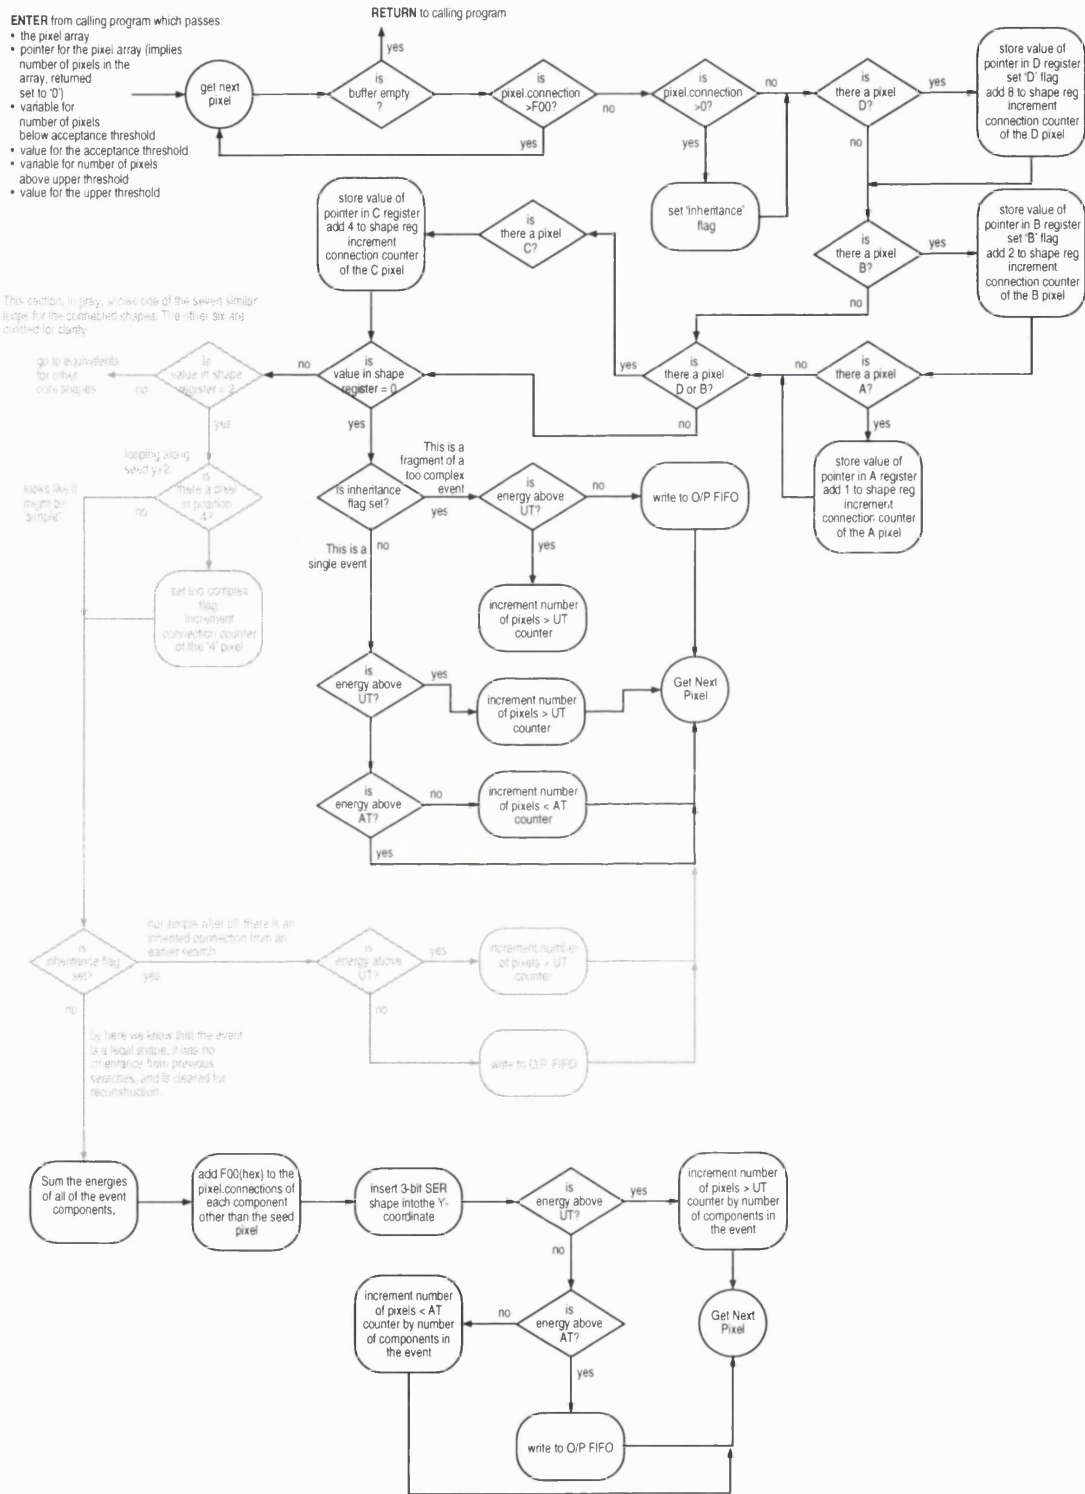 ENTER from calling program which passes:
• the pixel array
• pointer for the pixel array (implies
number of pixels in the
array, returned
set to '0')
• variable for
number of pixels
below acceptance threshold
• value for the acceptance threshold
• variable for number of pixels
above upper threshold
• value for the upper threshold
RETURN to calling program
yes
get next
pixel
is
buffer empty
?
is
pixel.connection
>F00?
no
yes
is
pixel.connection
>0?
no
yes
set 'inheritance'
flag
is
there a pixel
D?
yes
no
store value of
pointer in D register
set 'D' flag
add 8 to shape reg
increment
connection counter
of the D pixel
is
there a pixel
B?
yes
no
store value of
pointer in B register
set 'B' flag
add 2 to shape reg
increment
connection counter
of the B pixel
store value of
pointer in C register
add 4 to shape reg
increment
connection counter
of the C pixel
is
there a pixel
C?
This section, in grey, shows one of the seven similar
loops for the connected shapes. The other six are
omitted for clarity
go to equivalents
for other
core shapes
no
is
value in shape
register = 2
yes
no
is
value in shape
register = 0
yes
yes
is
there a pixel
D or B?
no
no
is
there a pixel
A?
yes
store value of
pointer in A register
add 1 to shape reg
increment
connection counter
of the A pixel
looping along
seed y+2
looks like it
might be
'simple'
no
is
there a pixel
in position
4?
set too complex
flag,
increment
connection counter
of the '4' pixel
This is a
fragment of a
too complex
event
is inheritance
flag set?
yes
no
This is a
single event
is
energy above
UT?
no
yes
write to O/P FIFO
increment number
of pixels > UT
counter
is
energy above
UT?
yes
increment number
of pixels > UT
counter
Get Next
Pixel
is
energy above
AT?
no
yes
increment number
of pixels < AT
counter
is
inheritance flag
set?
yes
no
not simple after all! there is an
inherited connection from an
earlier search
is
energy above
UT?
yes
no
increment number
of pixels > UT
counter
write to O/P FIFO
by here we know that the event
is a legal shape, it has no
inheritance from previous
searches, and is cleared for
reconstruction.
Sum the energies
of all of the event
components,
add F00(hex) to the
pixel.connections of
each component
other than the seed
pixel
insert 3-bit SER
shape intothe Y-
coordinate
is
energy above
UT?
yes
no
increment number
of pixels > UT
counter by number
of components in
the event
increment number
of pixels < AT
counter by number
of components in
the event
no
is
energy above
AT?
yes
Get Next
Pixel
write to O/P FIFO